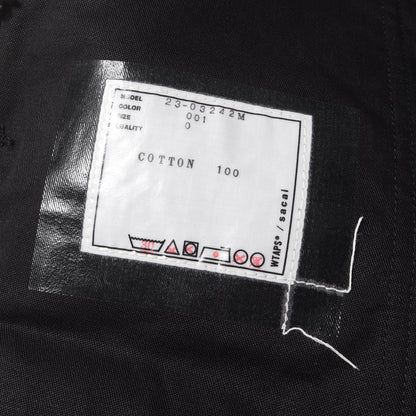 MODEL 23-03242M
COLOR 001
SIZE 0
QUALITY
COTTON 100
WTAPS® / sacai